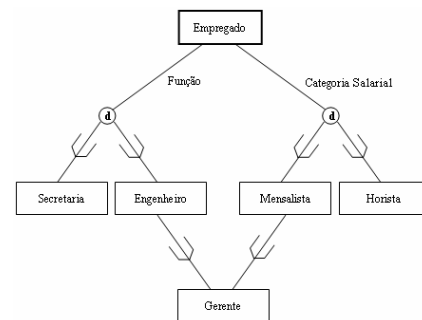 Empregado
Função
Categoria Salarial
d
d
Secretaria
Engenheiro
Mensalista
Horista
Gerente